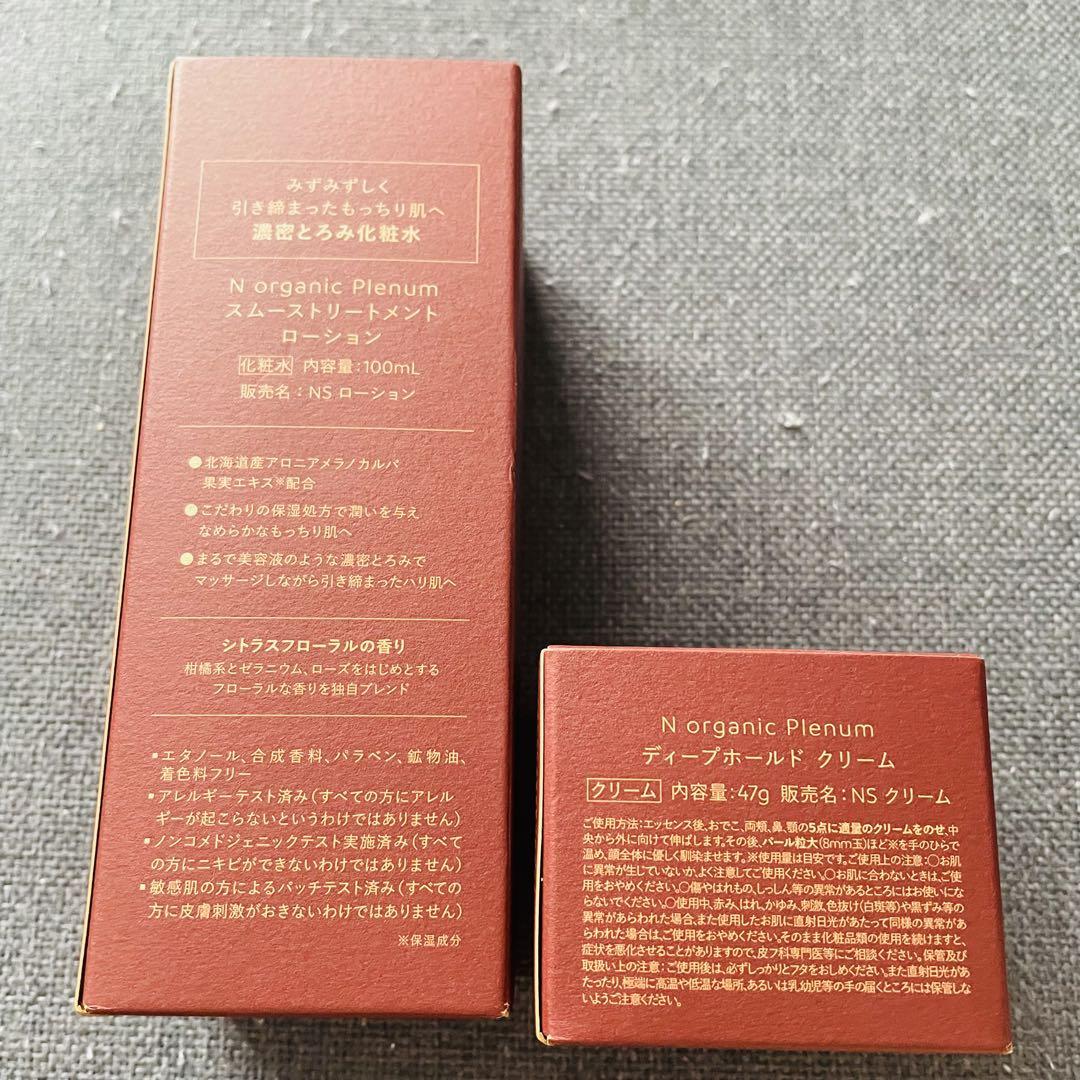 みずみずしく
引き締まったもっちり肌へ
濃密とろみ化粧水
N organic Plenum
スムーストリートメント
ローション
化粧水 内容量:100mL
販売名:NS ローション
●北海道産アロニアメラノカルパ
果実エキス※配合
●こだわりの保湿処方で潤いを与え
なめらかなもっちり肌へ
●まるで美容液のような濃密とろみで
マッサージしながら引き締まったハリ肌へ
シトラスフローラルの香り
柑橘系とゼラニウム、ローズをはじめとする
フローラルな香りを独自ブレンド
▪エタノール、合成香料、パラベン、鉱物油、
着色料フリー
▪アレルギーテスト済み(すべての方にアレル
ギーが起こらないというわけではありません)
▪ノンコメドジェニックテスト実施済み(すべて
の方にニキビができないわけではありません)
▪敏感肌の方によるパッチテスト済み(すべての
方に皮膚刺激がおきないわけではありません)
※保湿成分
N organic Plenum
ディープホールド クリーム
クリーム 内容量:47g 販売名:NS クリーム
ご使用方法:エッセンス後、おでこ、両頬、鼻、顎の5点に適量のクリームをのせ、中
央から外に向けて伸ばします。その後、パール粒大(8mm玉)ほど※を手のひらで
温め、顔全体に優しく馴染ませます。※使用量は目安です。ご使用上の注意:○お肌
に異常が生じていないか、よく注意してご使用ください。○お肌に合わないときは、ご使
用をおやめください。○傷やはれもの、しっしん等の異常があるところにはお使いにな
らないでください。○使用中、赤み、はれ、かゆみ、刺激、色抜け(白斑等)や黒ずみ等の
異常があらわれた場合、また使用したお肌に直射日光があたって同様の異常があ
らわれた場合は、ご使用をおやめください。そのまま化粧品類の使用を続けますと、
症状を悪化させることがありますので、皮フ科専門医等にご相談ください。保管及び
取扱い上の注意:ご使用後は、必ずしっかりとフタをおしめください。また直射日光があ
たったり、極端に高温や低温な場所、あるいは乳幼児等の手の届くところには保管しな
いようご注意ください。